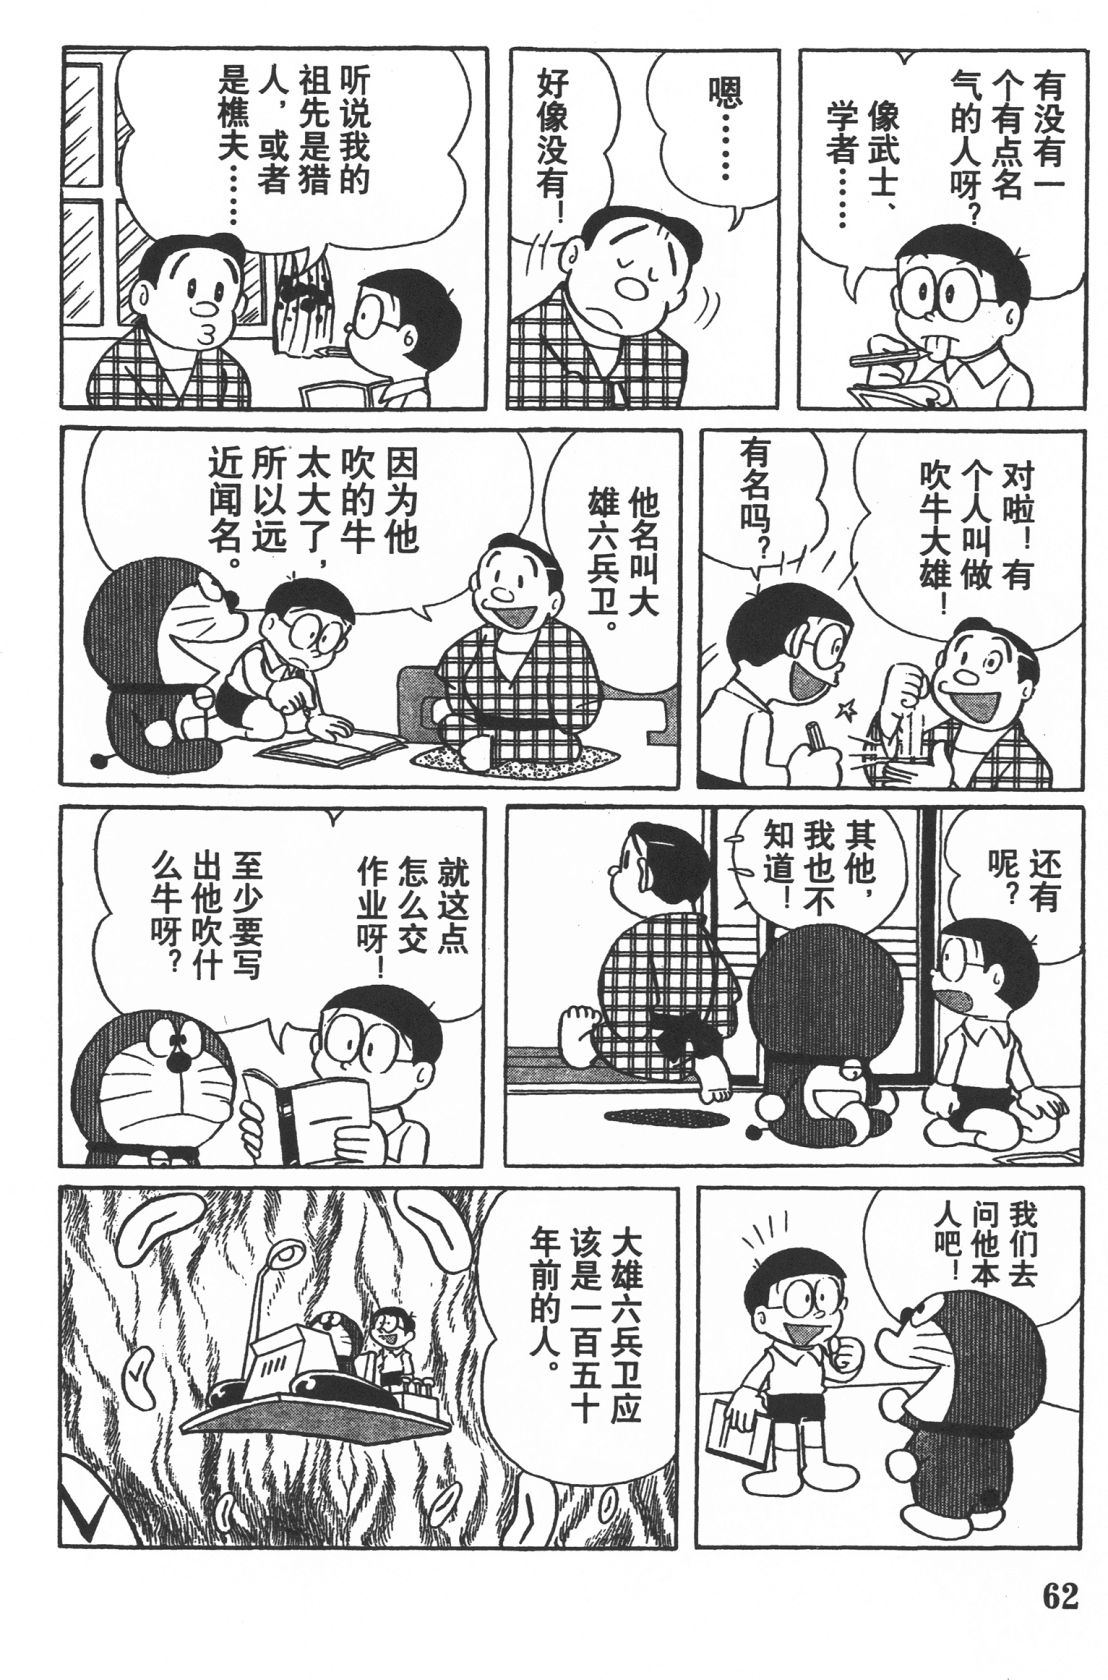 有没有一
个有点名
气的人呀？
像武士、
学者……
嗯……
好像没有！
听说我的
祖先是猎
人，或者
是樵夫……
对啦！有
个人叫做
吹牛大雄！
有名吗？
他名叫大
雄六兵卫。
因为他
吹的牛
太大了，
所以远
近闻名。
还有
呢？
其他，
我也不
知道！
就这点
怎么交
作业呀！
至少要写
出他吹什
么牛呀？
我们去
问他本
人吧！
大雄六兵卫应
该是一百五十
年前的人。
62